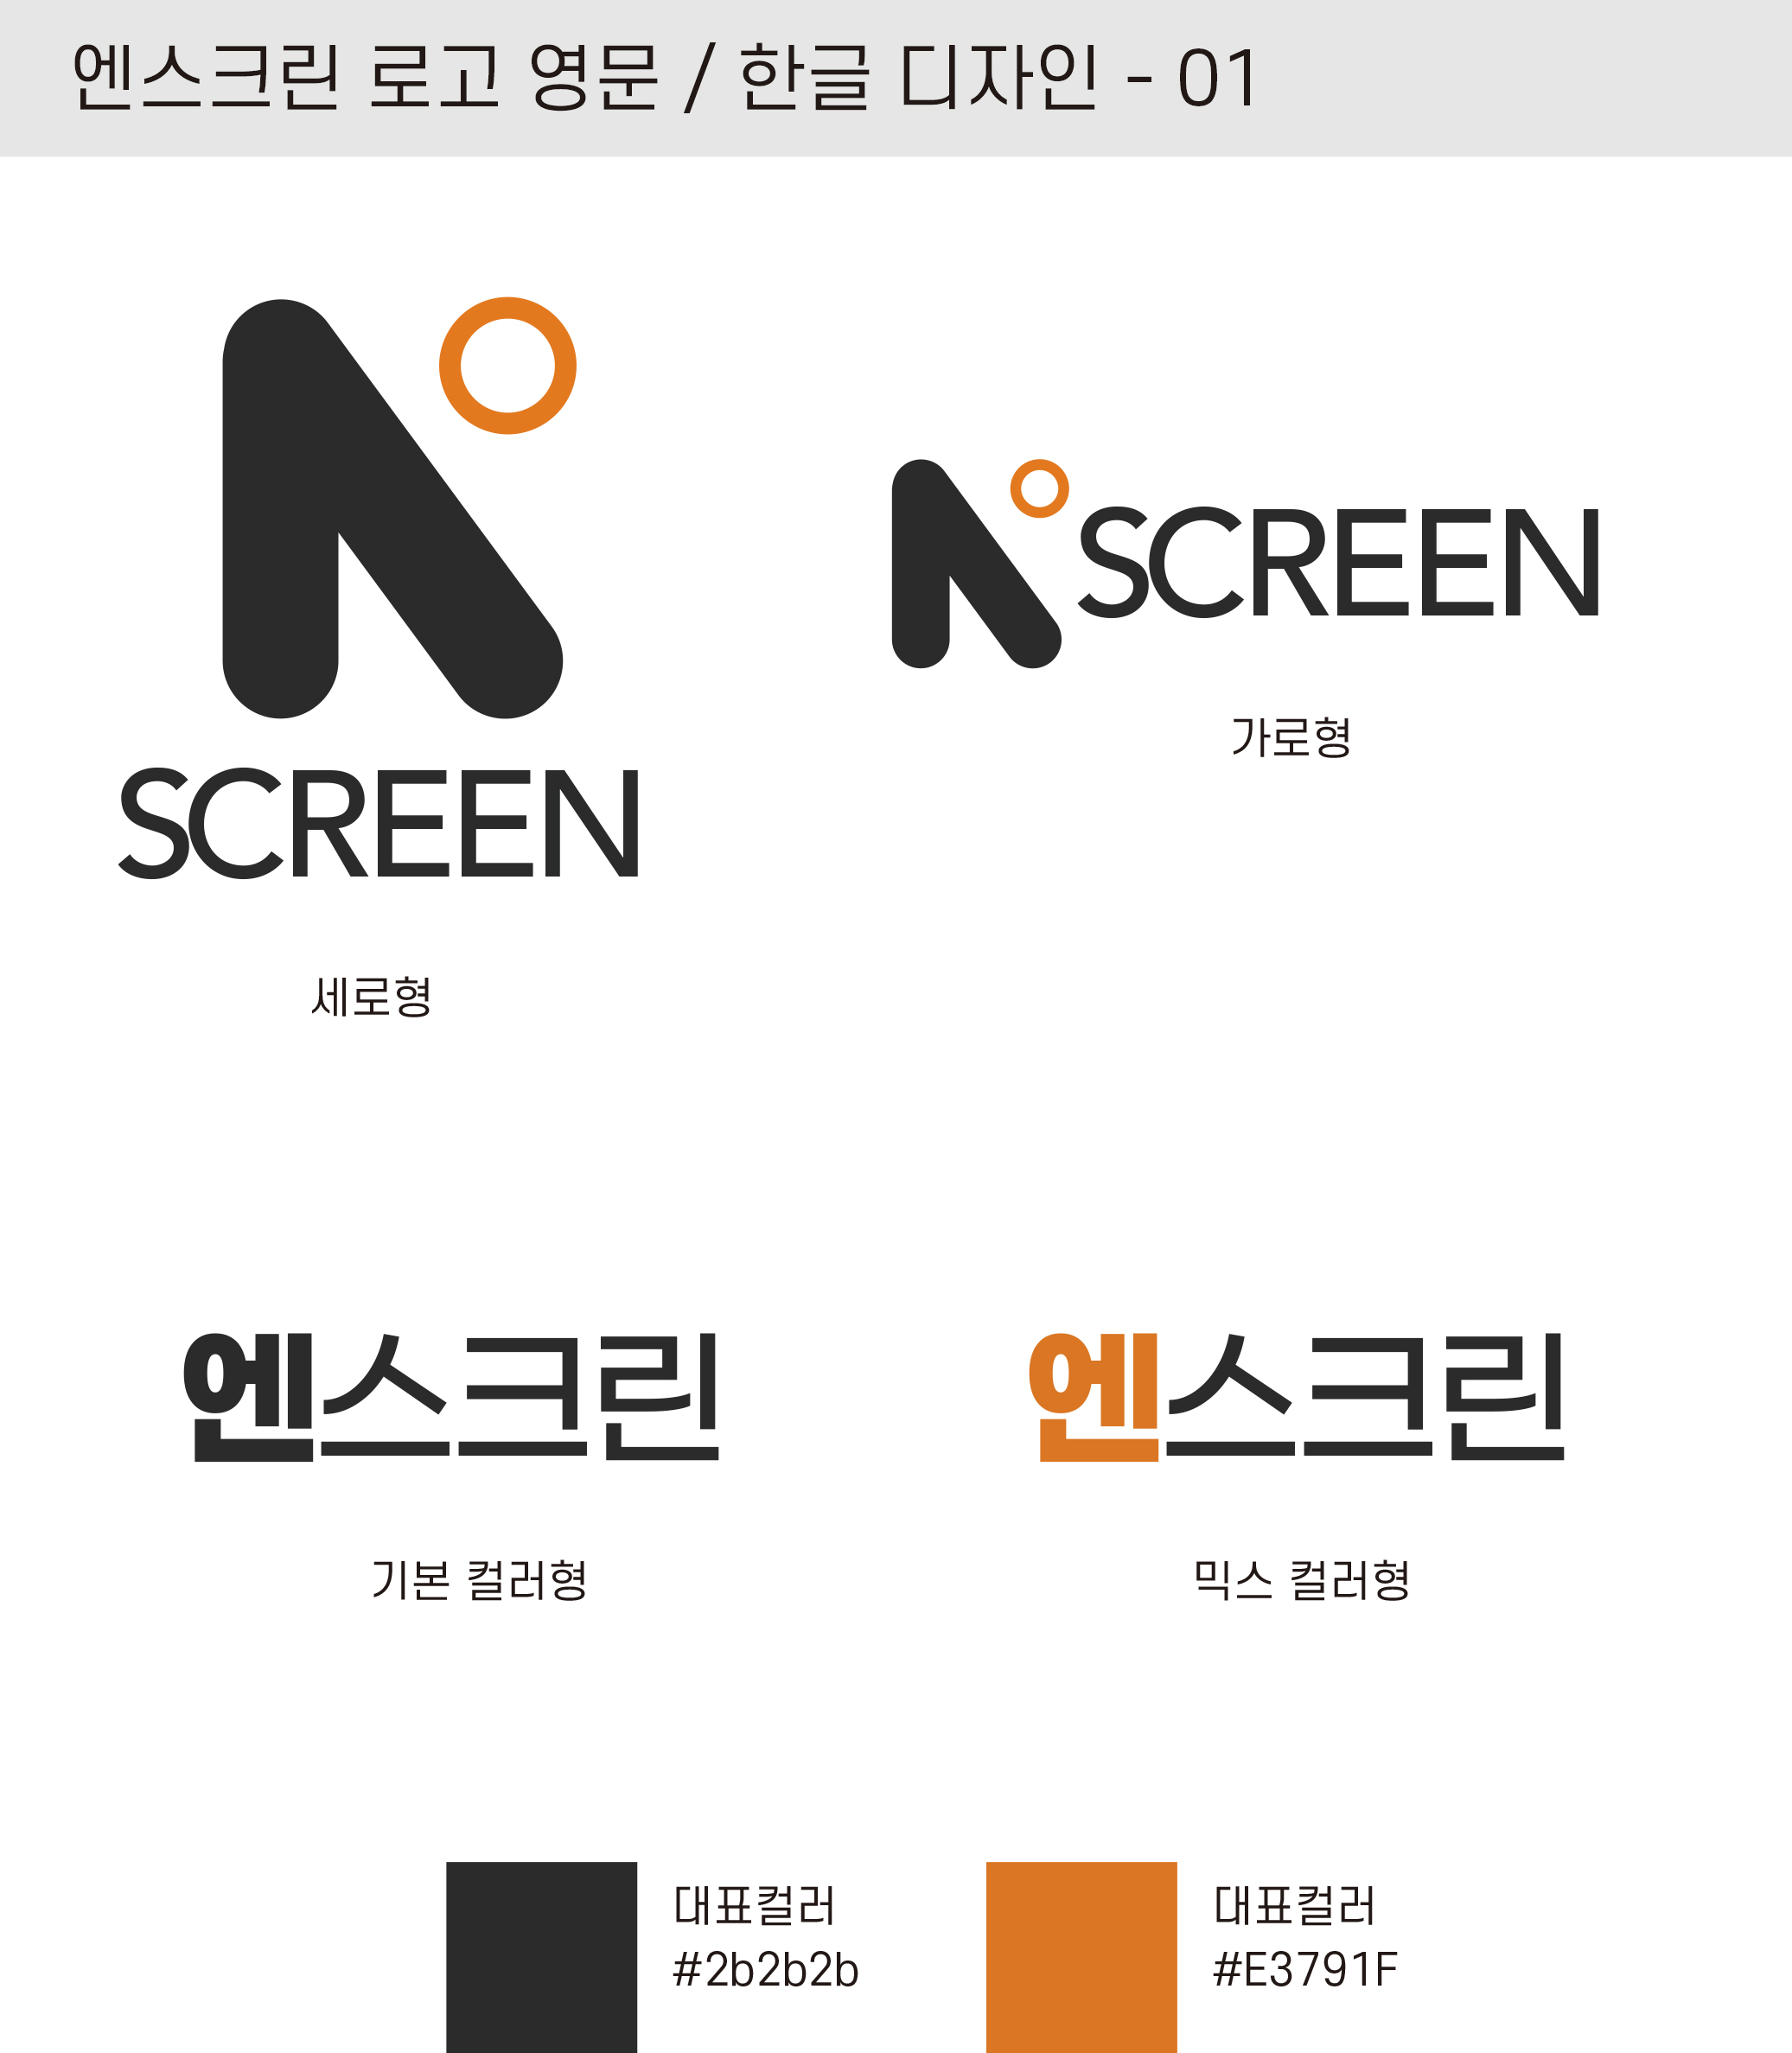 엔스크린 로고 영문 / 한글 디자인 - 01
N SCREEN
가로형
N
SCREEN
세로형
엔스크린
기본 컬러형
엔스크린
믹스 컬러형
대표컬러
#2b2b2b
대표컬러
#E3791F